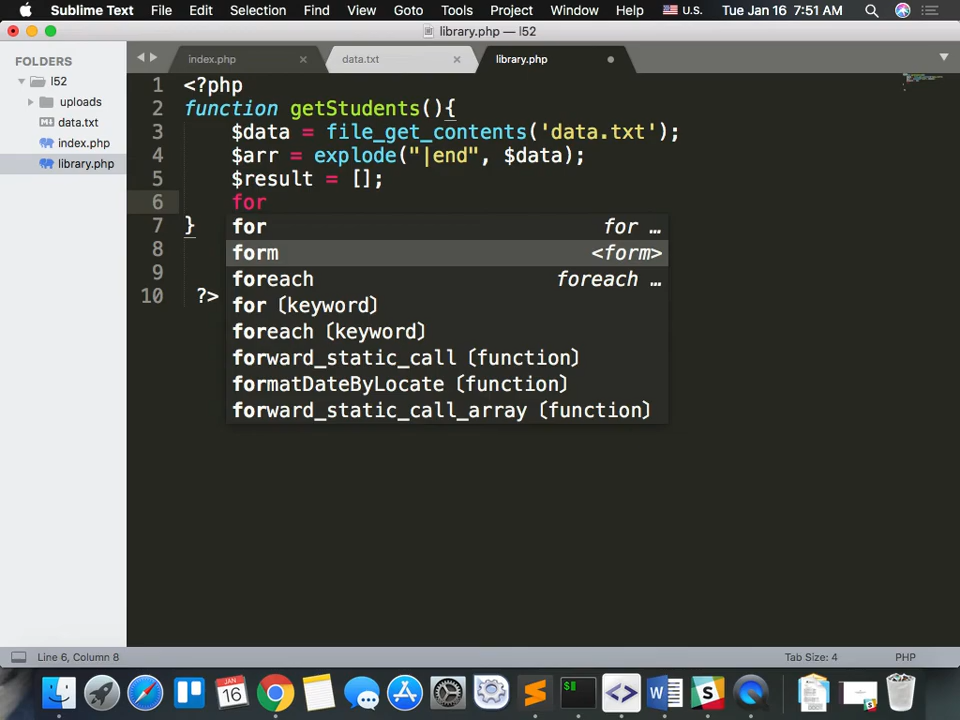 Sublime Text File Edit Selection Find View Goto Tools Project Window Help U.S. Tue Jan 16 7:51 AM
library.php — l52
FOLDERS
l52
uploads
data.txt
index.php
library.php
index.php data.txt library.php
1 <?php
2 function getStudents(){
3 $data = file_get_contents('data.txt');
4 $arr = explode("|end", $data);
5 $result = [];
6 for
7 }
8
9
10 ?>
for for …
form <form>
foreach foreach …
for (keyword)
foreach (keyword)
forward_static_call (function)
formatDateByLocate (function)
forward_static_call_array (function)
Line 6, Column 8 Tab Size: 4 PHP
JAN
16